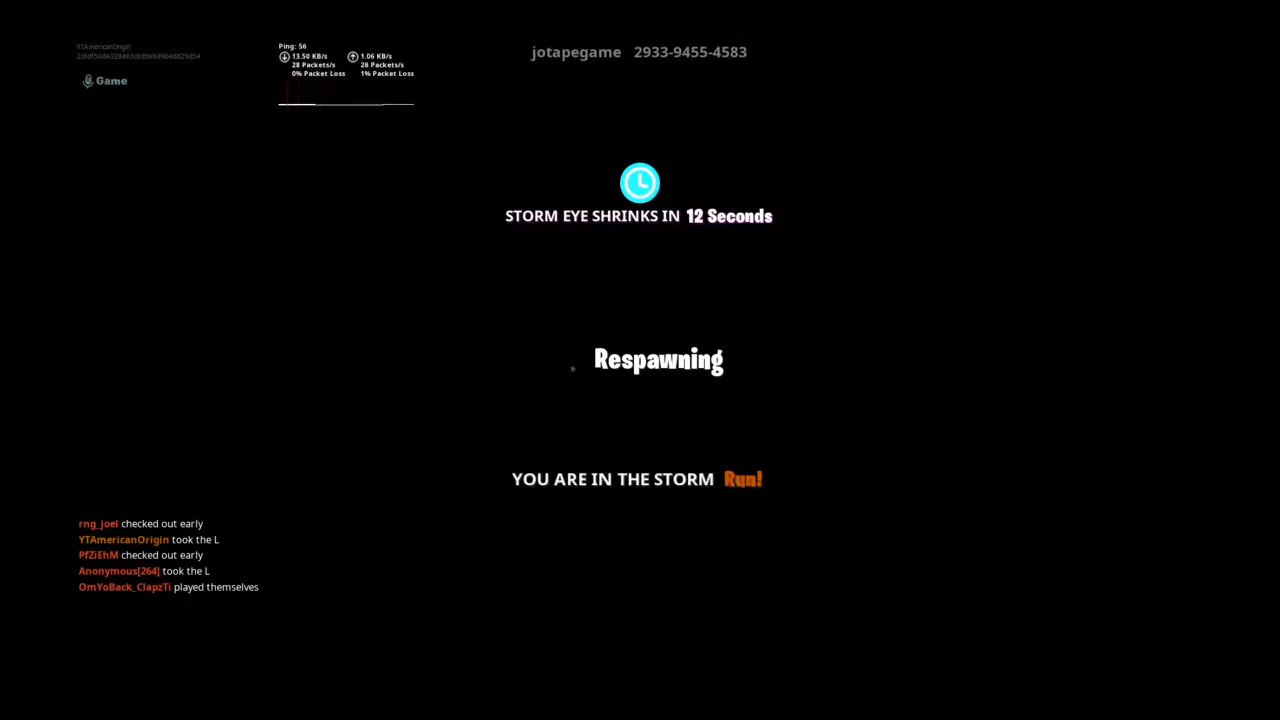 YTAmericanOrigin
Game
Ping: 56
13.50 KB/s
28 Packets/s
0% Packet Loss
1.06 KB/s
28 Packets/s
1% Packet Loss
jotapegame 2933-9455-4583
STORM EYE SHRINKS IN 12 Seconds
Respawning
YOU ARE IN THE STORM Run!
rng_joel checked out early
YTAmericanOrigin took the L
PfZiEhM checked out early
Anonymous[264] took the L
OmYoBack_ClapzTi played themselves